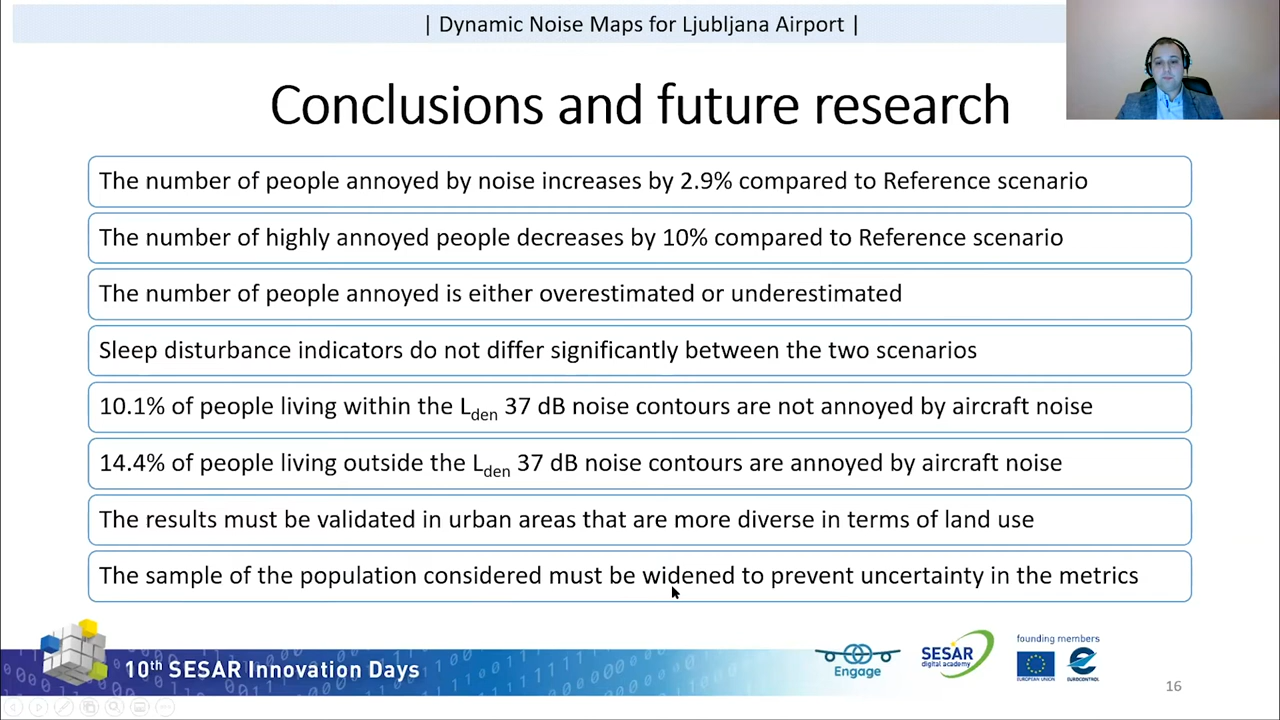 | Dynamic Noise Maps for Ljubljana Airport |
Conclusions and future research
The number of people annoyed by noise increases by 2.9% compared to Reference scenario
The number of highly annoyed people decreases by 10% compared to Reference scenario
The number of people annoyed is either overestimated or underestimated
Sleep disturbance indicators do not differ significantly between the two scenarios
10.1% of people living within the Lden 37 dB noise contours are not annoyed by aircraft noise
14.4% of people living outside the Lden 37 dB noise contours are annoyed by aircraft noise
The results must be validated in urban areas that are more diverse in terms of land use
The sample of the population considered must be widened to prevent uncertainty in the metrics
10th SESAR Innovation Days
Engage
SESAR
digital academy
founding members
EUROPEAN UNION
EUROCONTROL
16